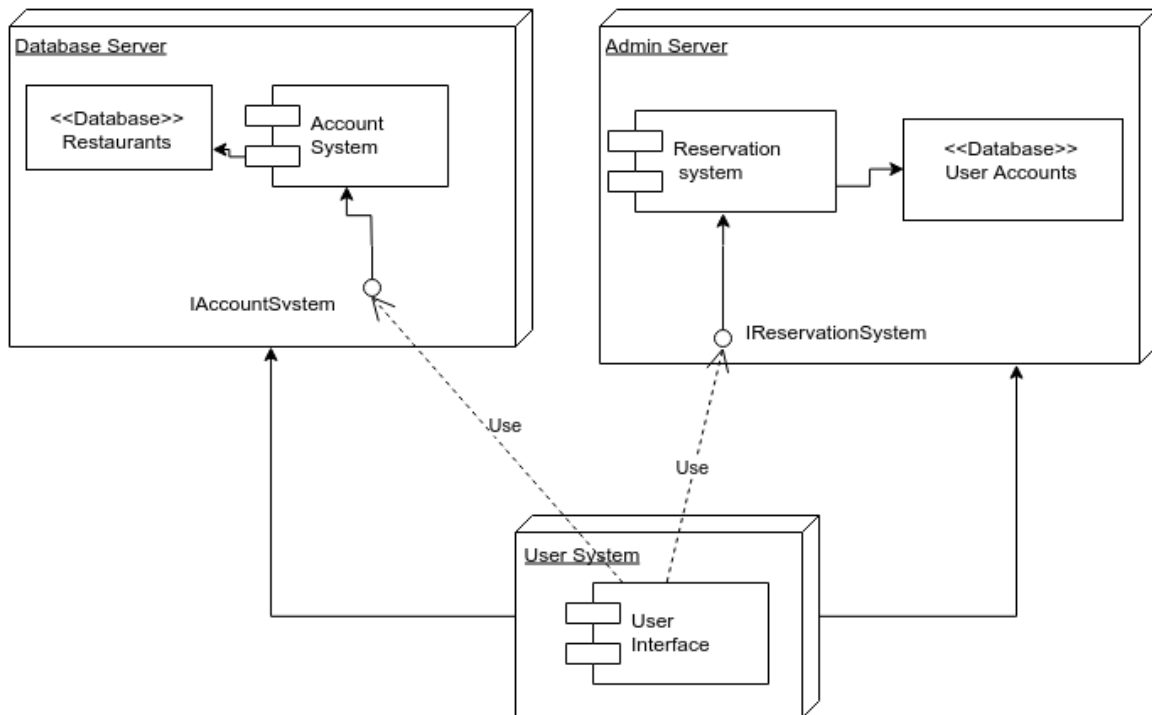 Database Server
<<Database>>
Restaurants
Account
System
IAccountSvstem
Admin Server
Reservation
system
<<Database>>
User Accounts
IReservationSystem
Use
Use
User System
User
Interface